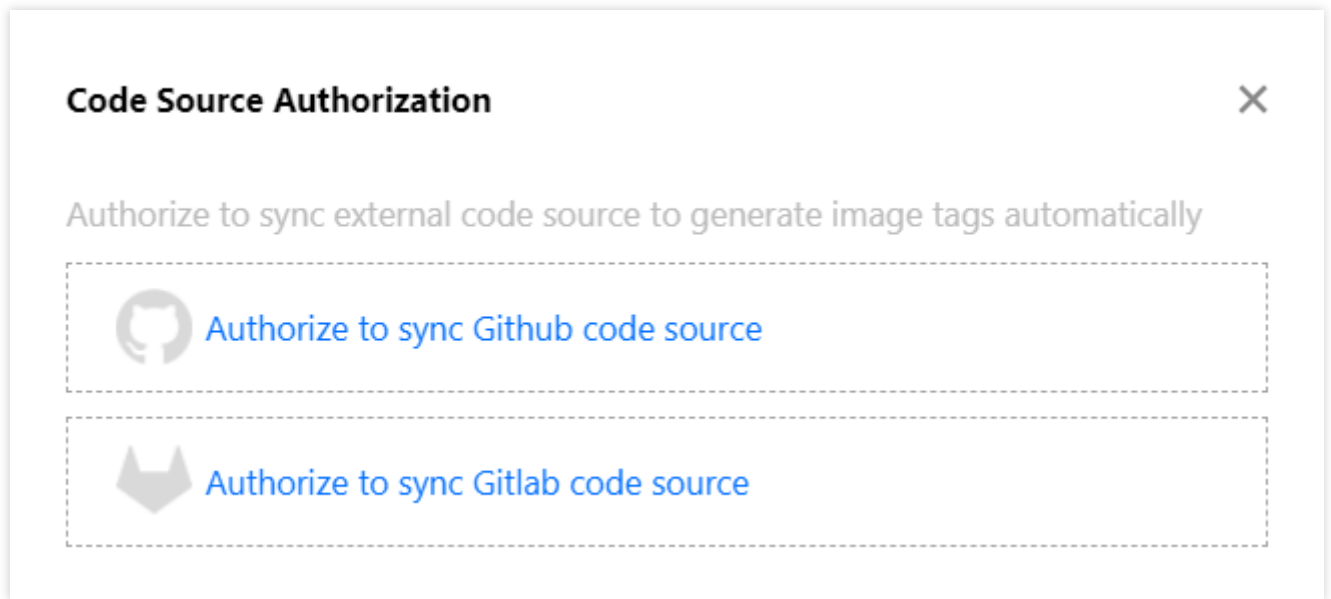 Code Source Authorization
Authorize to sync external code source to generate image tags automatically
Authorize to sync Github code source
Authorize to sync Gitlab code source